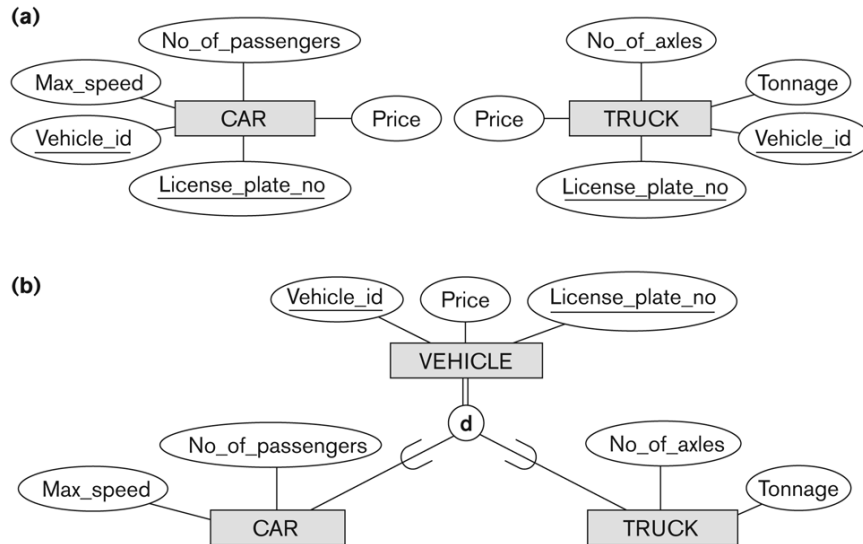 (a)
No_of_passengers
No_of_axles
Max_speed
Tonnage
CAR
Price
Price
TRUCK
Vehicle_id
Vehicle_id
License_plate_no
License_plate_no
(b)
Vehicle_id
Price
License_plate_no
VEHICLE
d
No_of_passengers
No_of_axles
Max_speed
Tonnage
CAR
TRUCK